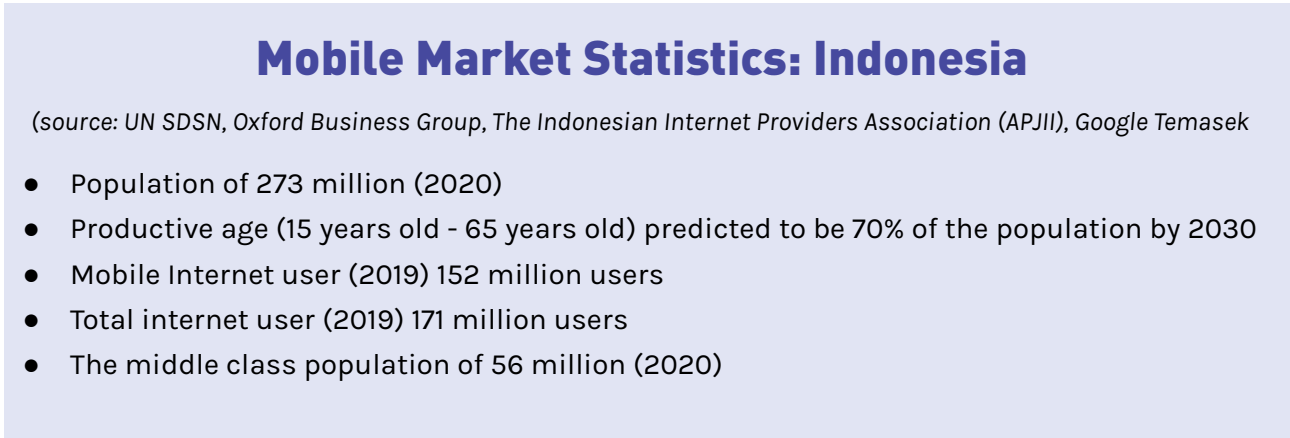 Mobile Market Statistics: Indonesia
(source: UN SDSN, Oxford Business Group, The Indonesian Internet Providers Association (APJII), Google Temasek
● Population of 273 million (2020)
● Productive age (15 years old - 65 years old) predicted to be 70% of the population by 2030
● Mobile Internet user (2019) 152 million users
● Total internet user (2019) 171 million users
● The middle class population of 56 million (2020)